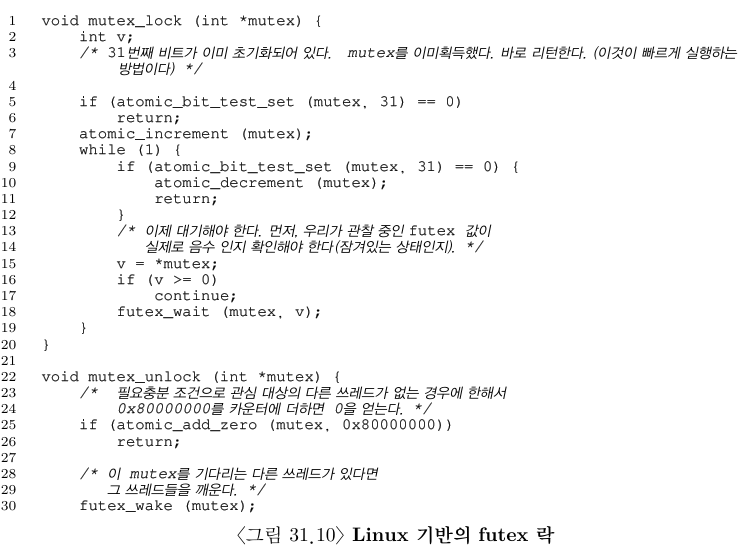 1 void mutex_lock (int *mutex) {
2 int v;
3 /* 31번째 비트가 이미 초기화되어 있다. mutex를 이미획득했다. 바로 리턴한다. (이것이 빠르게 실행하는
방법이다) */
4
5 if (atomic_bit_test_set (mutex, 31) == 0)
6 return;
7 atomic_increment (mutex);
8 while (1) {
9 if (atomic_bit_test_set (mutex, 31) == 0) {
10 atomic_decrement (mutex);
11 return;
12 }
13 /* 이제 대기해야 한다. 먼저, 우리가 관찰 중인 futex 값이
14 실제로 음수 인지 확인해야 한다(잠겨있는 상태인지). */
15 v = *mutex;
16 if (v >= 0)
17 continue;
18 futex_wait (mutex, v);
19 }
20 }
21
22 void mutex_unlock (int *mutex) {
23 /* 필요충분 조건으로 관심 대상의 다른 쓰레드가 없는 경우에 한해서
24 0x80000000를 카운터에 더하면 0을 얻는다. */
25 if (atomic_add_zero (mutex, 0x80000000))
26 return;
27
28 /* 이 mutex를 기다리는 다른 쓰레드가 있다면
29 그 쓰레드들을 깨운다. */
30 futex_wake (mutex);
〈그림 31.10〉 Linux 기반의 futex 락